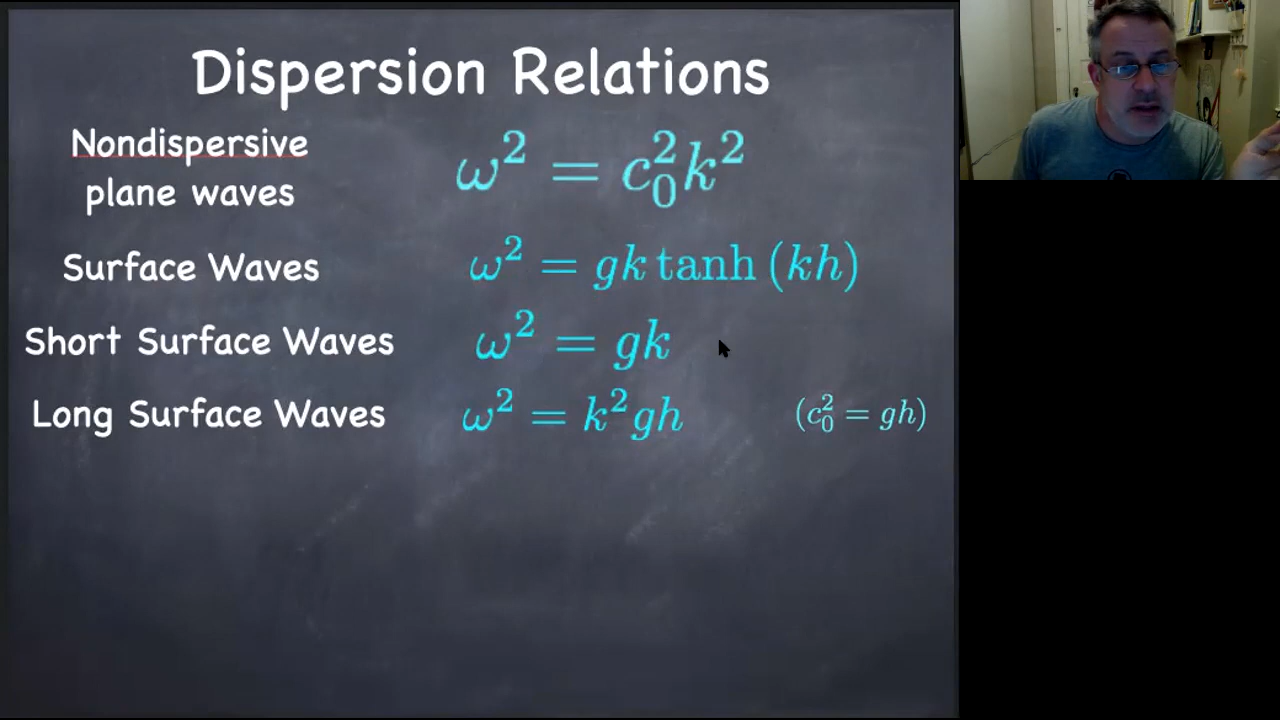 Dispersion Relations
Nondispersive
plane waves
ω² = c₀²k²
Surface Waves
ω² = gk tanh (kh)
Short Surface Waves
ω² = gk
Long Surface Waves
ω² = k²gh
(c₀² = gh)